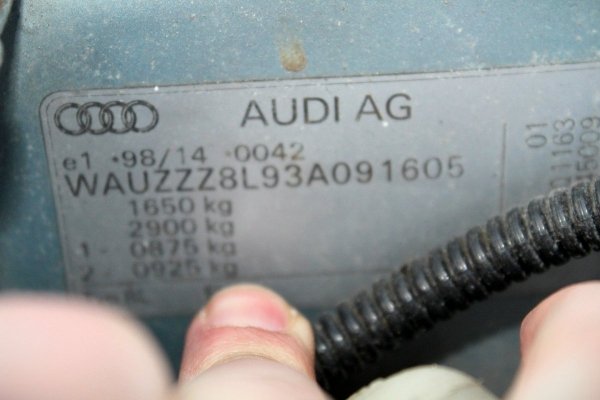 AUDI AG
e1 *98/14 *0042
WAUZZZ8L93A091605
1650 kg
2900 kg
1 - 0875 kg
2 - 0925 kg
01